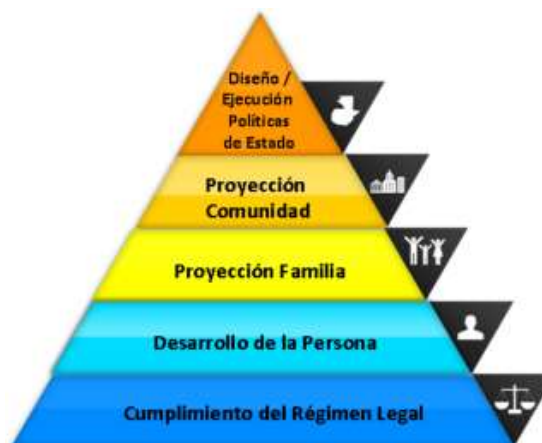 Diseño /
Ejecución
Políticas
de Estado
Proyección
Comunidad
Proyección Familia
Desarrollo de la Persona
Cumplimiento del Régimen Legal